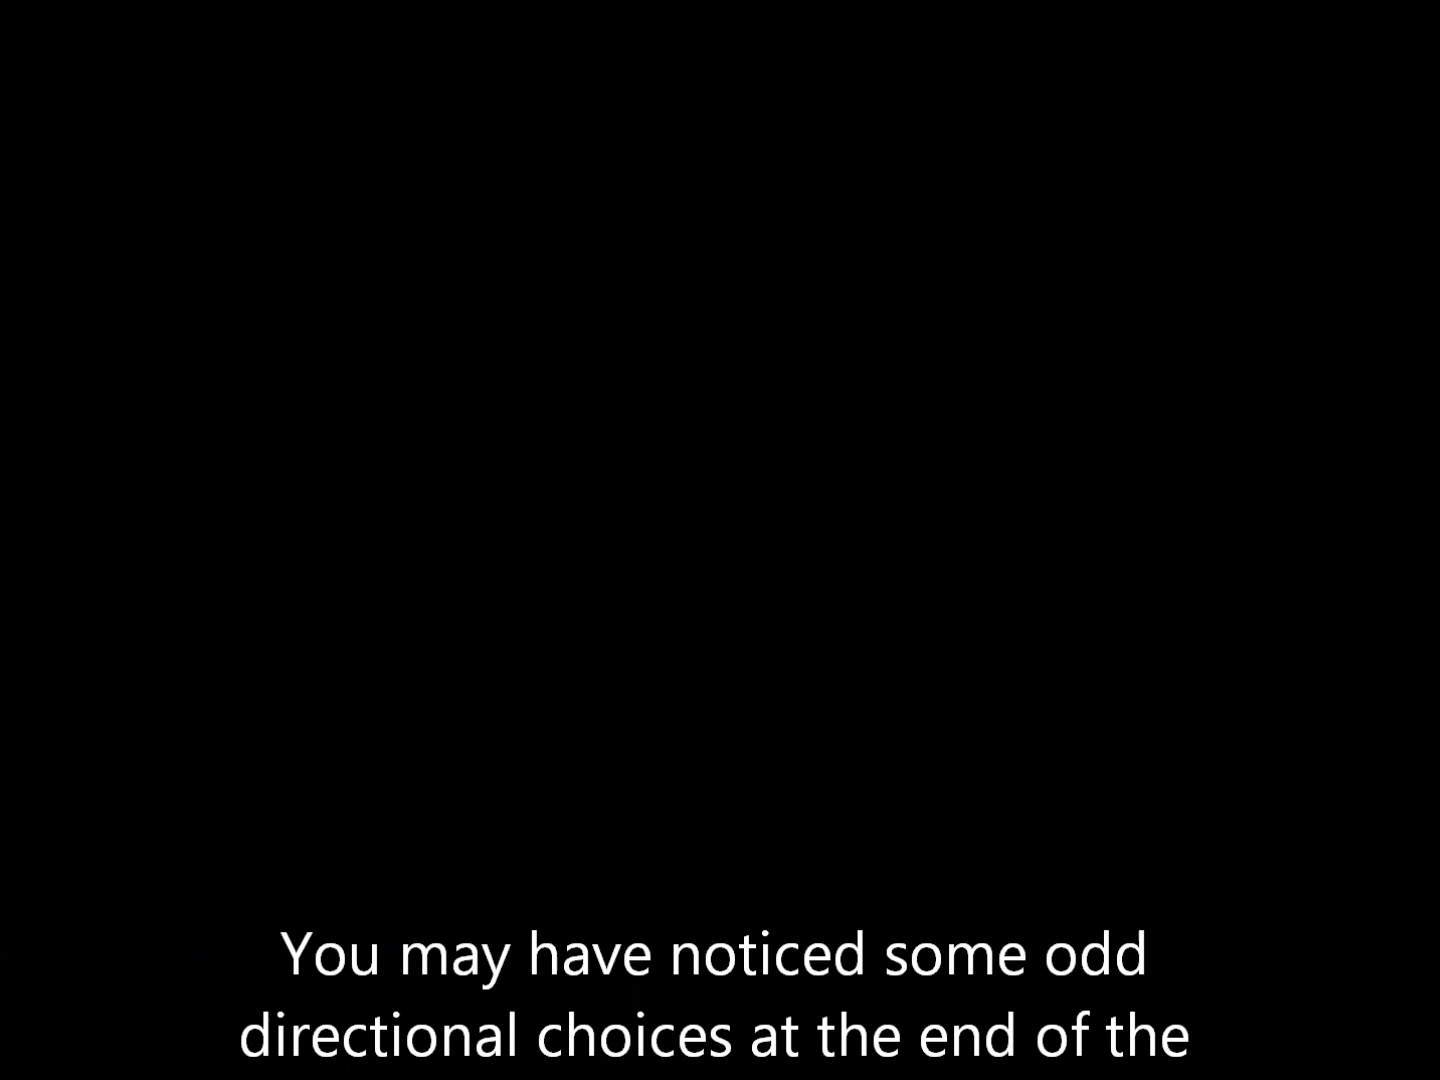 You may have noticed some odd
directional choices at the end of the